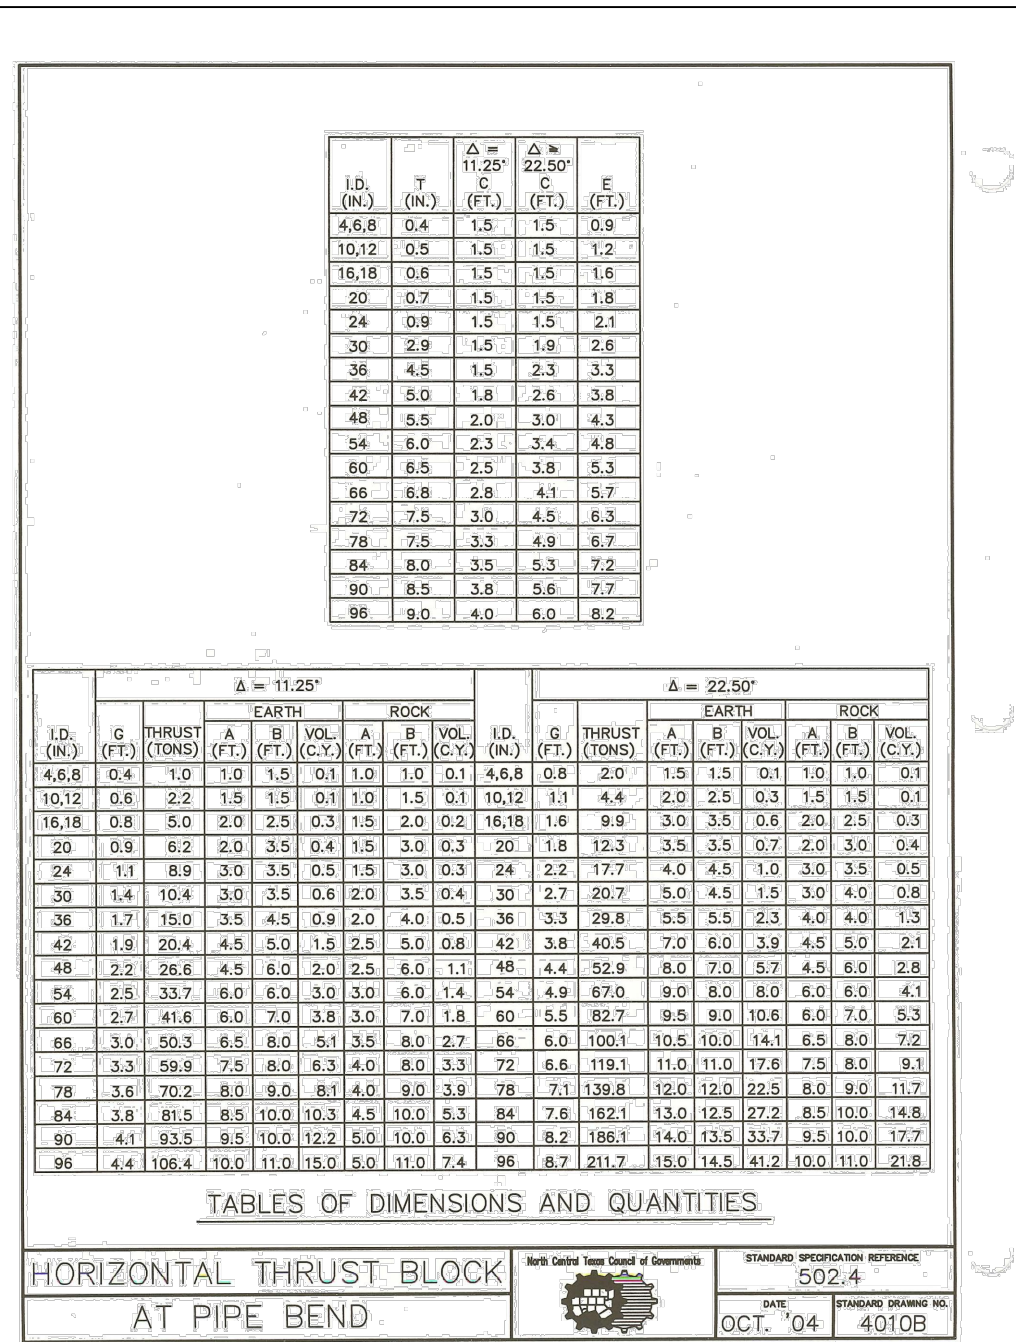 I.D. (IN.) T (IN.) Δ = 11.25° C (FT.) Δ ≥ 22.50° C (FT.) E (FT.)
4,6,8 0.4 1.5 1.5 0.9
10,12 0.5 1.5 1.5 1.2
16,18 0.6 1.5 1.5 1.6
20 0.7 1.5 1.5 1.8
24 0.9 1.5 1.5 2.1
30 2.9 1.5 1.9 2.6
36 4.5 1.5 2.3 3.3
42 5.0 1.8 2.6 3.8
48 5.5 2.0 3.0 4.3
54 6.0 2.3 3.4 4.8
60 6.5 2.5 3.8 5.3
66 6.8 2.8 4.1 5.7
72 7.5 3.0 4.5 6.3
78 7.5 3.3 4.9 6.7
84 8.0 3.5 5.3 7.2
90 8.5 3.8 5.6 7.7
96 9.0 4.0 6.0 8.2
Δ = 11.25° Δ = 22.50°
EARTH ROCK EARTH ROCK
I.D. (IN.) G (FT.) THRUST (TONS) A (FT.) B (FT.) VOL. (C.Y.) A (FT.) B (FT.) VOL. (C.Y.) I.D. (IN.) G (FT.) THRUST (TONS) A (FT.) B (FT.) VOL. (C.Y.) A (FT.) B (FT.) VOL. (C.Y.)
4,6,8 0.4 1.0 1.0 1.5 0.1 1.0 1.0 0.1 4,6,8 0.8 2.0 1.5 1.5 0.1 1.0 1.0 0.1
10,12 0.6 2.2 1.5 1.5 0.1 1.0 1.5 0.1 10,12 1.1 4.4 2.0 2.5 0.3 1.5 1.5 0.1
16,18 0.8 5.0 2.0 2.5 0.3 1.5 2.0 0.2 16,18 1.6 9.9 3.0 3.5 0.6 2.0 2.5 0.3
20 0.9 6.2 2.0 3.5 0.4 1.5 3.0 0.3 20 1.8 12.3 3.5 3.5 0.7 2.0 3.0 0.4
24 1.1 8.9 3.0 3.5 0.5 1.5 3.0 0.3 24 2.2 17.7 4.0 4.5 1.0 3.0 3.5 0.5
30 1.4 10.4 3.0 3.5 0.6 2.0 3.5 0.4 30 2.7 20.7 5.0 4.5 1.5 3.0 4.0 0.8
36 1.7 15.0 3.5 4.5 0.9 2.0 4.0 0.5 36 3.3 29.8 5.5 5.5 2.3 4.0 4.0 1.3
42 1.9 20.4 4.5 5.0 1.5 2.5 5.0 0.8 42 3.8 40.5 7.0 6.0 3.9 4.5 5.0 2.1
48 2.2 26.6 4.5 6.0 2.0 2.5 6.0 1.1 48 4.4 52.9 8.0 7.0 5.7 4.5 6.0 2.8
54 2.5 33.7 6.0 6.0 3.0 3.0 6.0 1.4 54 4.9 67.0 9.0 8.0 8.0 6.0 6.0 4.1
60 2.7 41.6 6.0 7.0 3.8 3.0 7.0 1.8 60 5.5 82.7 9.5 9.0 10.6 6.0 7.0 5.3
66 3.0 50.3 6.5 8.0 5.1 3.5 8.0 2.7 66 6.0 100.1 10.5 10.0 14.1 6.5 8.0 7.2
72 3.3 59.9 7.5 8.0 6.3 4.0 8.0 3.3 72 6.6 119.1 11.0 11.0 17.6 7.5 8.0 9.1
78 3.6 70.2 8.0 9.0 8.1 4.0 9.0 3.9 78 7.1 139.8 12.0 12.0 22.5 8.0 9.0 11.7
84 3.8 81.5 8.5 10.0 10.3 4.5 10.0 5.3 84 7.6 162.1 13.0 12.5 27.2 8.5 10.0 14.8
90 4.1 93.5 9.5 10.0 12.2 5.0 10.0 6.3 90 8.2 186.1 14.0 13.5 33.7 9.5 10.0 17.7
96 4.4 106.4 10.0 11.0 15.0 5.0 11.0 7.4 96 8.7 211.7 15.0 14.5 41.2 10.0 11.0 21.8
TABLES OF DIMENSIONS AND QUANTITIES
HORIZONTAL THRUST BLOCK
AT PIPE BEND
North Central Texas Council of Governments
STANDARD SPECIFICATION REFERENCE
502.4
DATE
OCT. '04
STANDARD DRAWING NO.
4010B